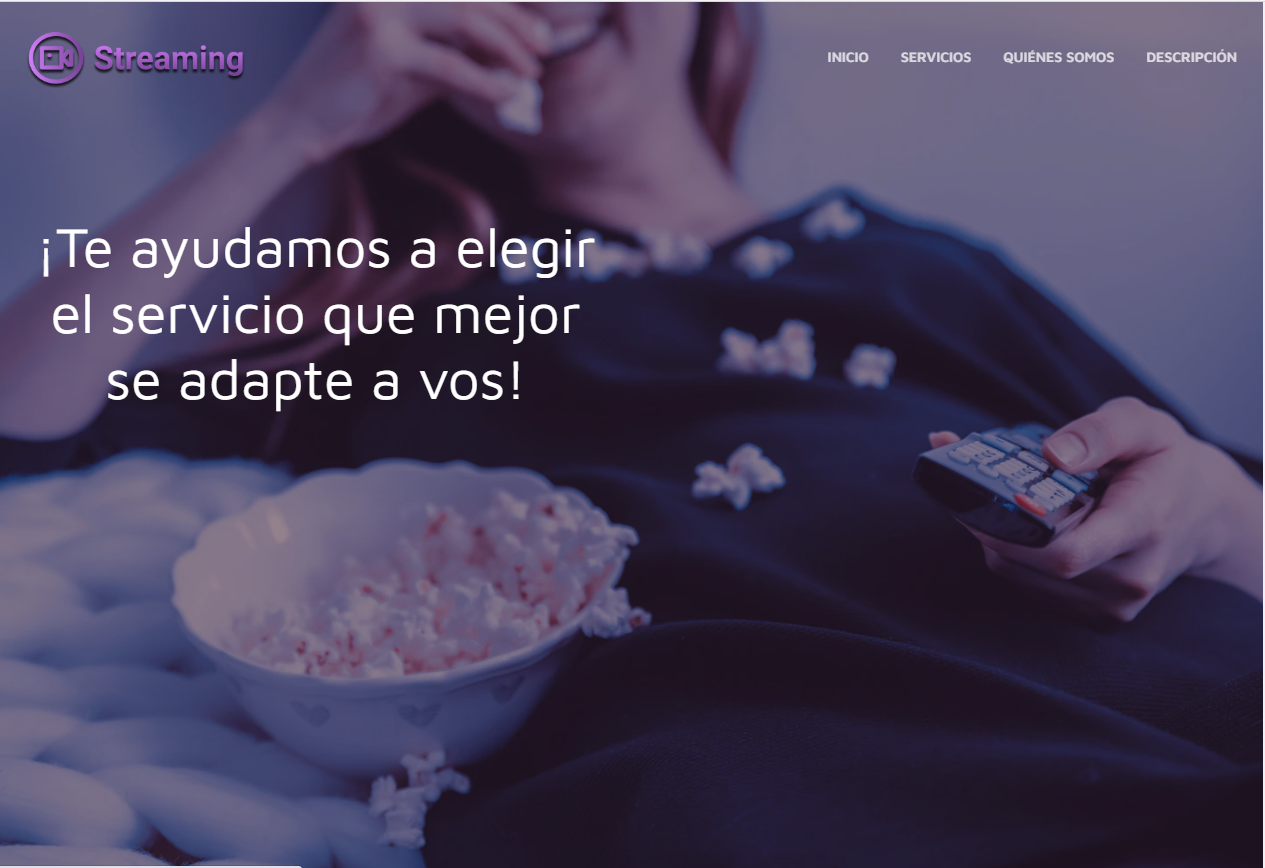 Streaming
INICIO SERVICIOS QUIÉNES SOMOS DESCRIPCIÓN
¡Te ayudamos a elegir
el servicio que mejor
se adapte a vos!